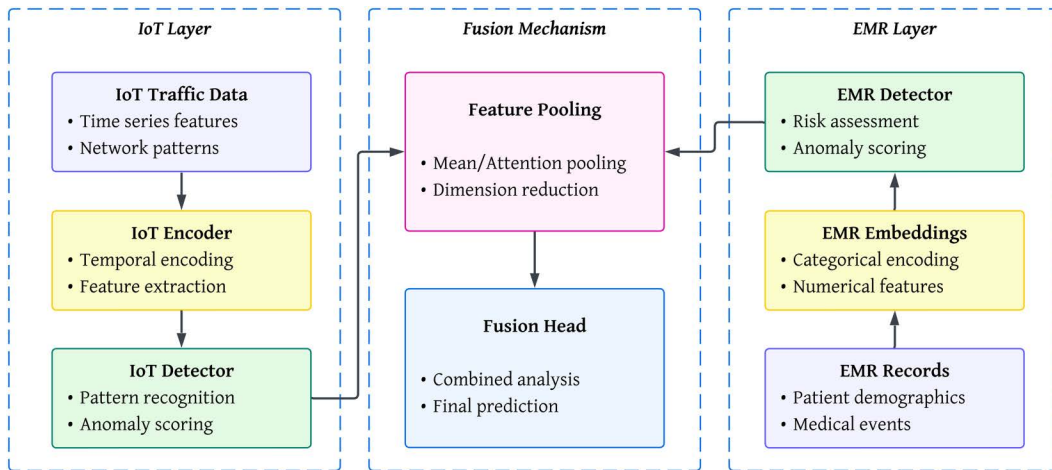 IoT Layer
IoT Traffic Data
• Time series features
• Network patterns
IoT Encoder
• Temporal encoding
• Feature extraction
IoT Detector
• Pattern recognition
• Anomaly scoring
Fusion Mechanism
Feature Pooling
• Mean/Attention pooling
• Dimension reduction
Fusion Head
• Combined analysis
• Final prediction
EMR Layer
EMR Detector
• Risk assessment
• Anomaly scoring
EMR Embeddings
• Categorical encoding
• Numerical features
EMR Records
• Patient demographics
• Medical events